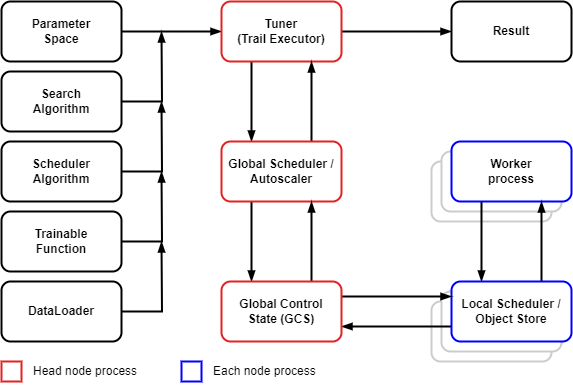 Parameter
Space
Search
Algorithm
Scheduler
Algorithm
Trainable
Function
DataLoader
Tuner
(Trail Executor)
Result
Global Scheduler /
Autoscaler
Worker
process
Global Control
State (GCS)
Local Scheduler /
Object Store
Head node process
Each node process